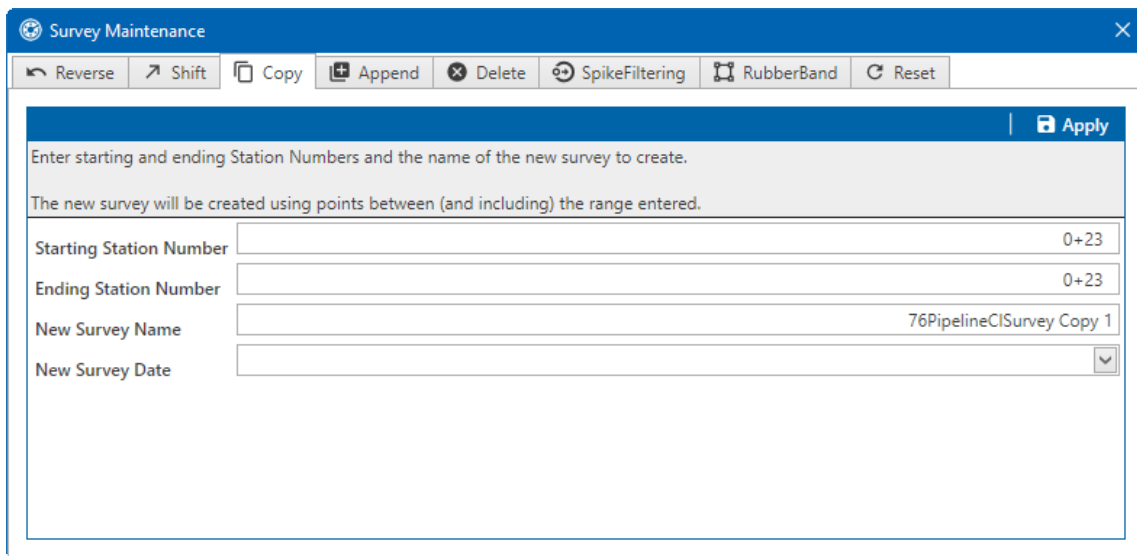 Survey Maintenance
Reverse Shift Copy Append Delete SpikeFiltering RubberBand Reset
Apply
Enter starting and ending Station Numbers and the name of the new survey to create.
The new survey will be created using points between (and including) the range entered.
Starting Station Number 0+23
Ending Station Number 0+23
New Survey Name 76PipelineCISurvey Copy 1
New Survey Date